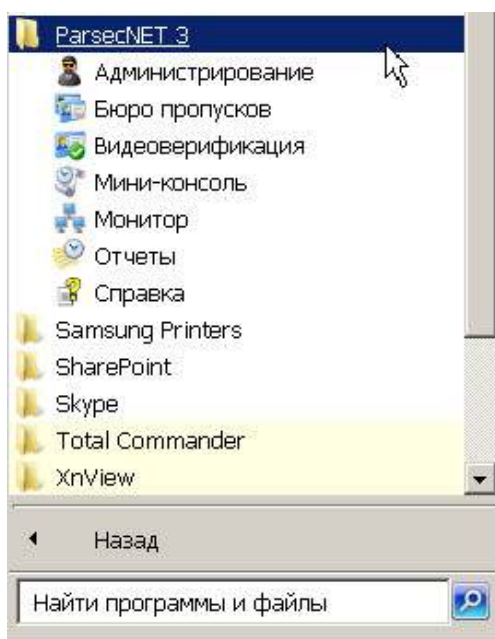 ParsecNET 3
Администрирование
Бюро пропусков
Видеоверификация
Мини-консоль
Монитор
Отчеты
Справка
Samsung Printers
SharePoint
Skype
Total Commander
XnView
Назад
Найти программы и файлы